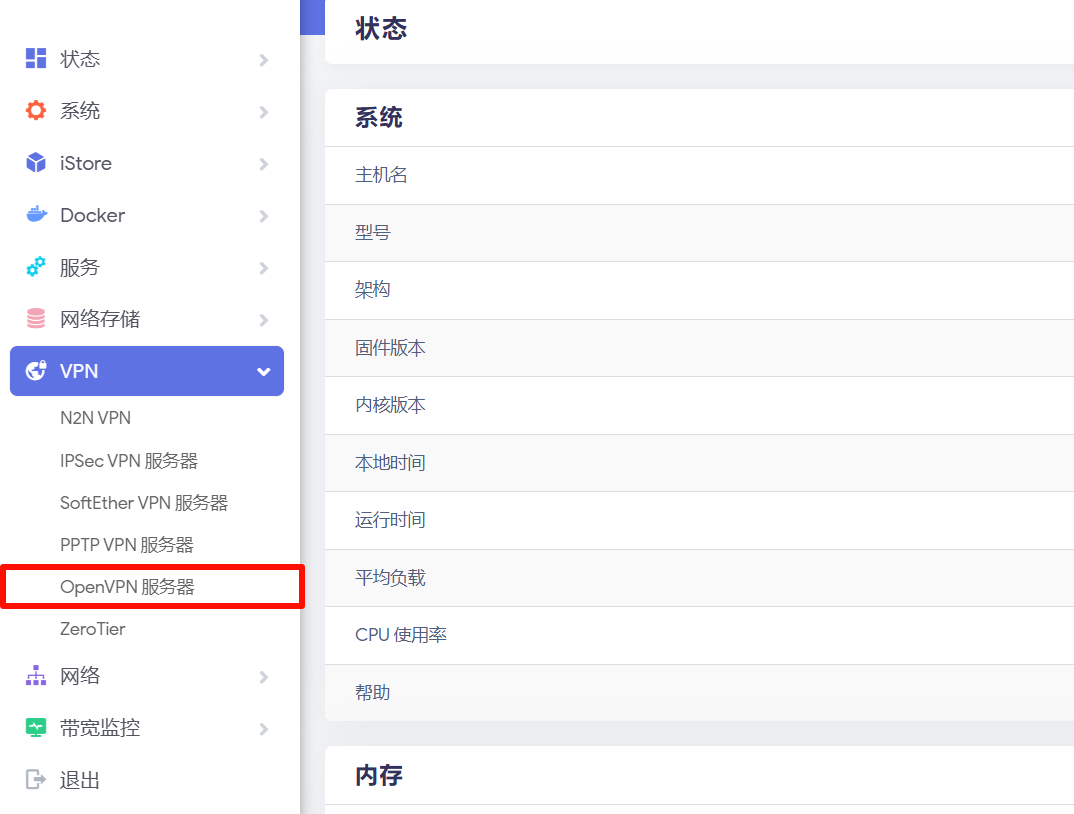 状态
系统
iStore
Docker
服务
网络存储
VPN
N2N VPN
IPSec VPN 服务器
SoftEther VPN 服务器
PPTP VPN 服务器
OpenVPN 服务器
ZeroTier
网络
带宽监控
退出
状态
系统
主机名
型号
架构
固件版本
内核版本
本地时间
运行时间
平均负载
CPU 使用率
帮助
内存